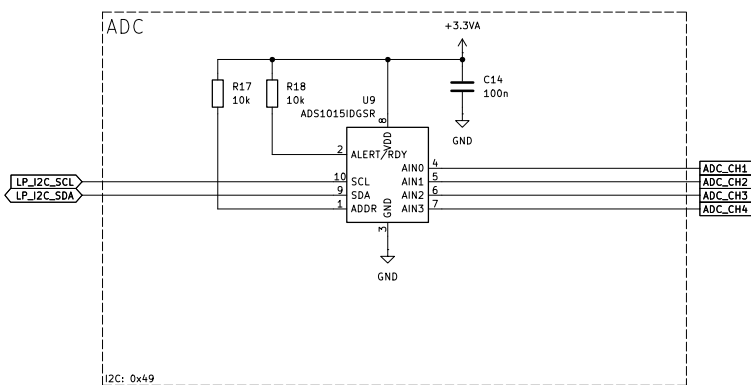 ADC
+3.3VA
R17
10k
R18
10k
U9
ADS1015IDGSR
C14
100n
GND
8
VDD
2 ALERT/RDY
AIN0 4
ADC_CH1
LP_I2C_SCL
10 SCL
AIN1 5
ADC_CH2
LP_I2C_SDA
9 SDA
AIN2 6
ADC_CH3
1 ADDR
GND
AIN3 7
ADC_CH4
3
GND
I2C: 0x49